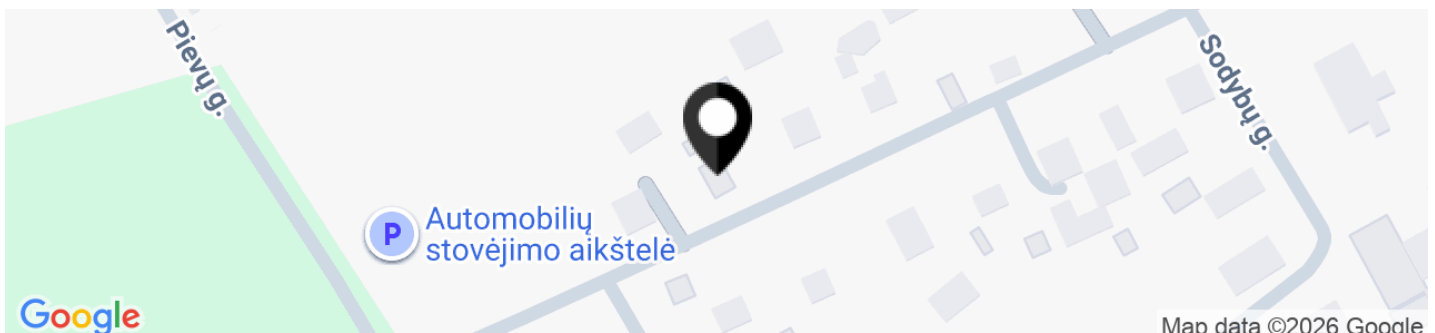 Pievų g.
Sodybų g.
P
Automobilių
stovėjimo aikštelė
Google
Map data ©2026 Google